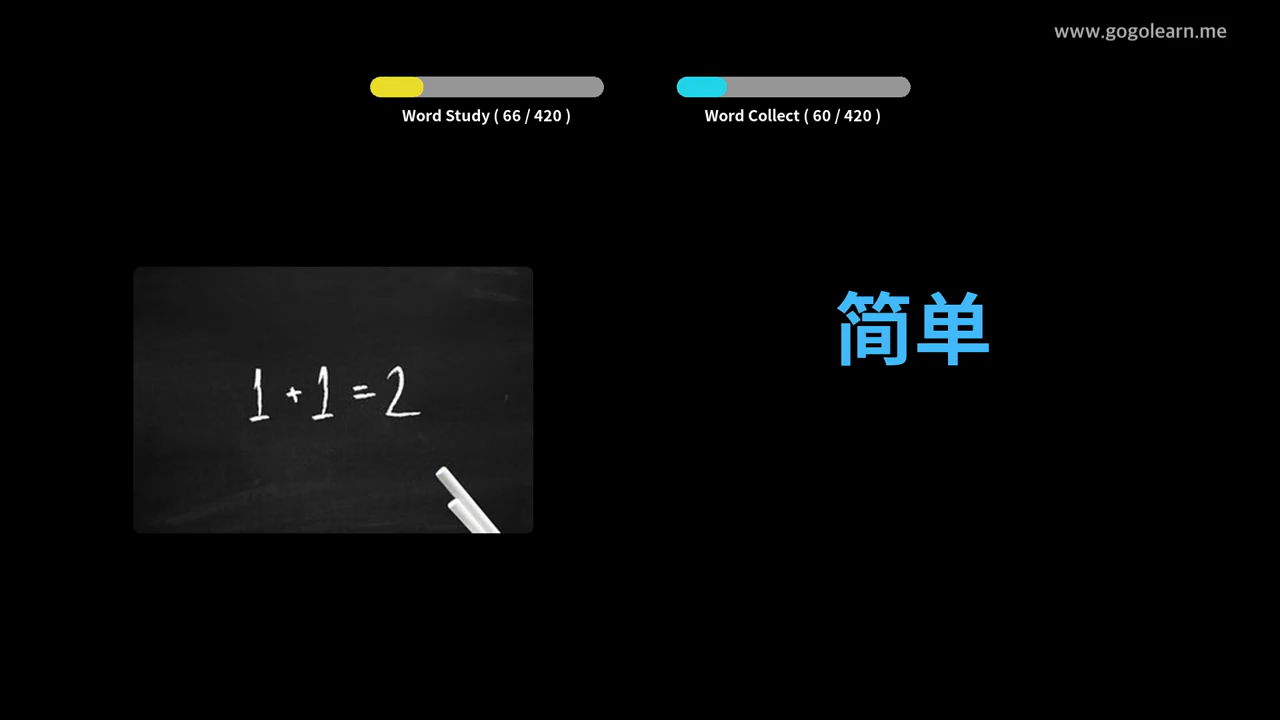 www.gogolearn.me
Word Study ( 66 / 420 )
Word Collect ( 60 / 420 )
简单
1 + 1 = 2